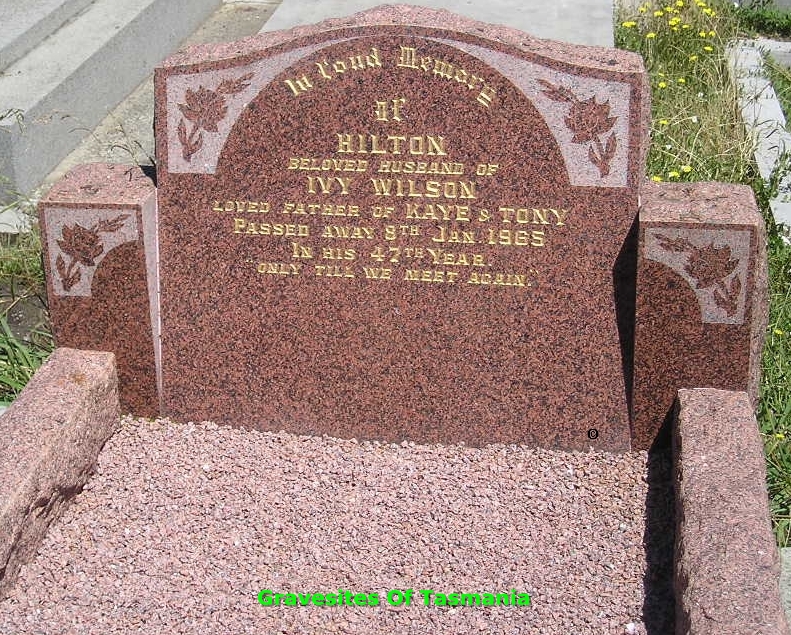 In Loud Memory
of
HILTON
BELOVED HUSBAND OF
IVY WILSON
LOVED FATHER OF KAYE & TONY
PASSED AWAY 8TH JAN. 1965
IN HIS 47TH YEAR.
"ONLY TILL WE MEET AGAIN."
Gravesites Of Tasmania